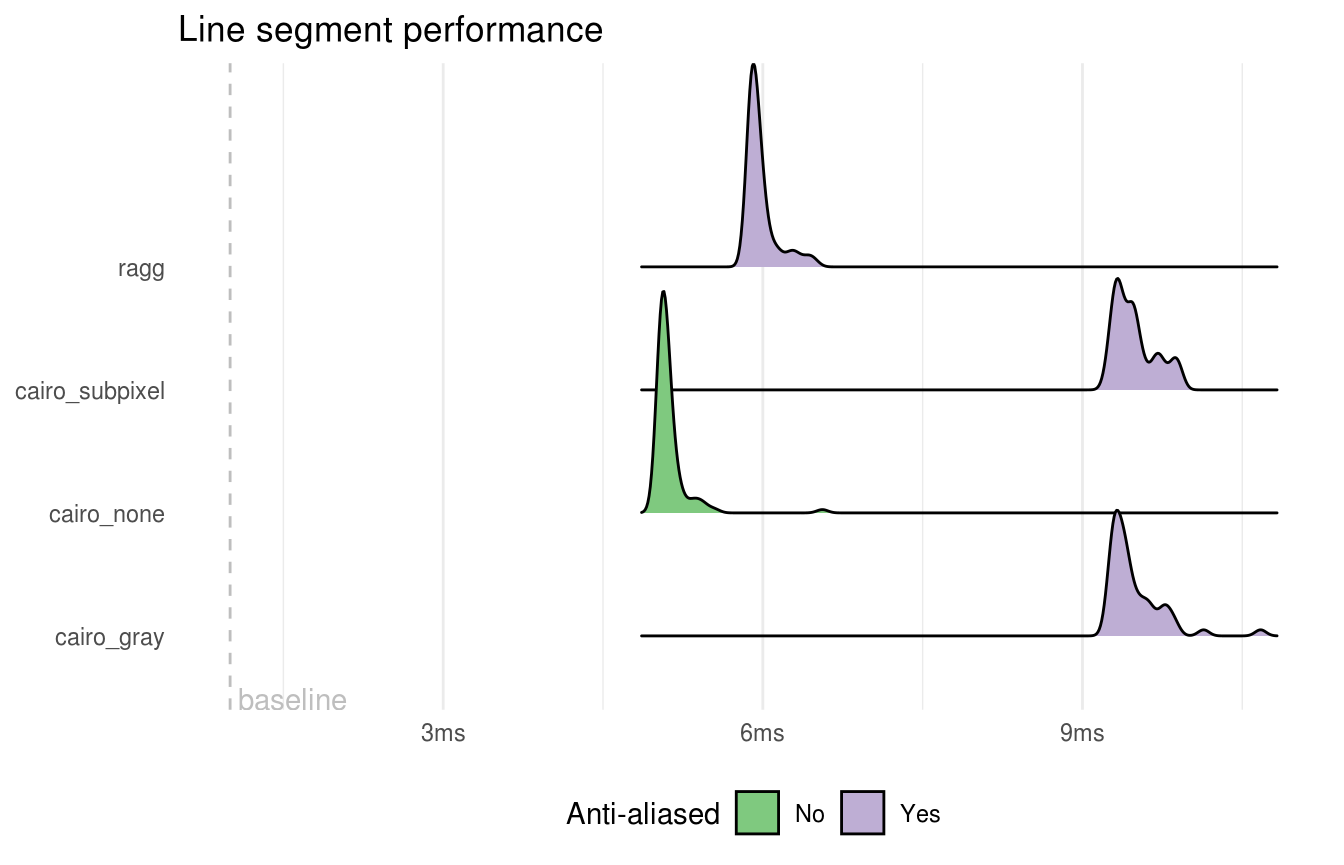 Line segment performance
ragg
cairo_subpixel
cairo_none
cairo_gray
baseline
3ms 6ms 9ms
Anti-aliased No Yes